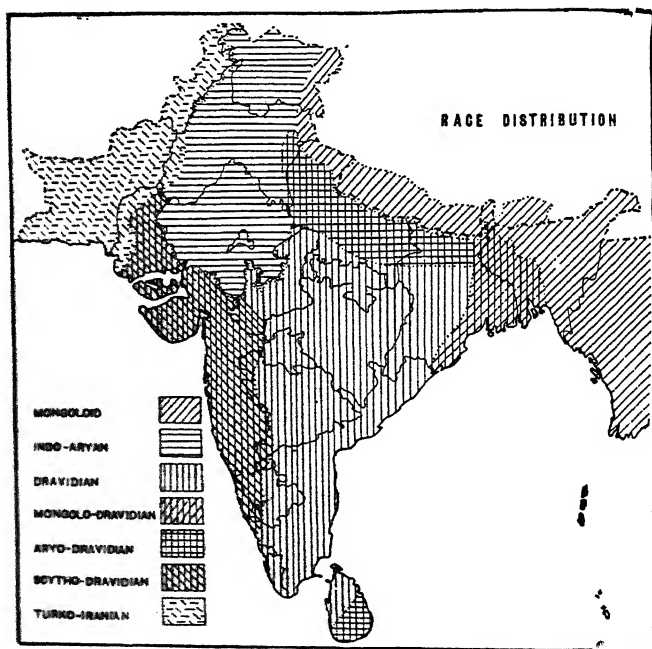 RACE DISTRIBUTION
MONGOLOID
INDO-ARYAN
DRAVIDIAN
MONGOLO-DRAVIDIAN
ARYO-DRAVIDIAN
SCYTHO-DRAVIDIAN
TURKO-IRANIAN